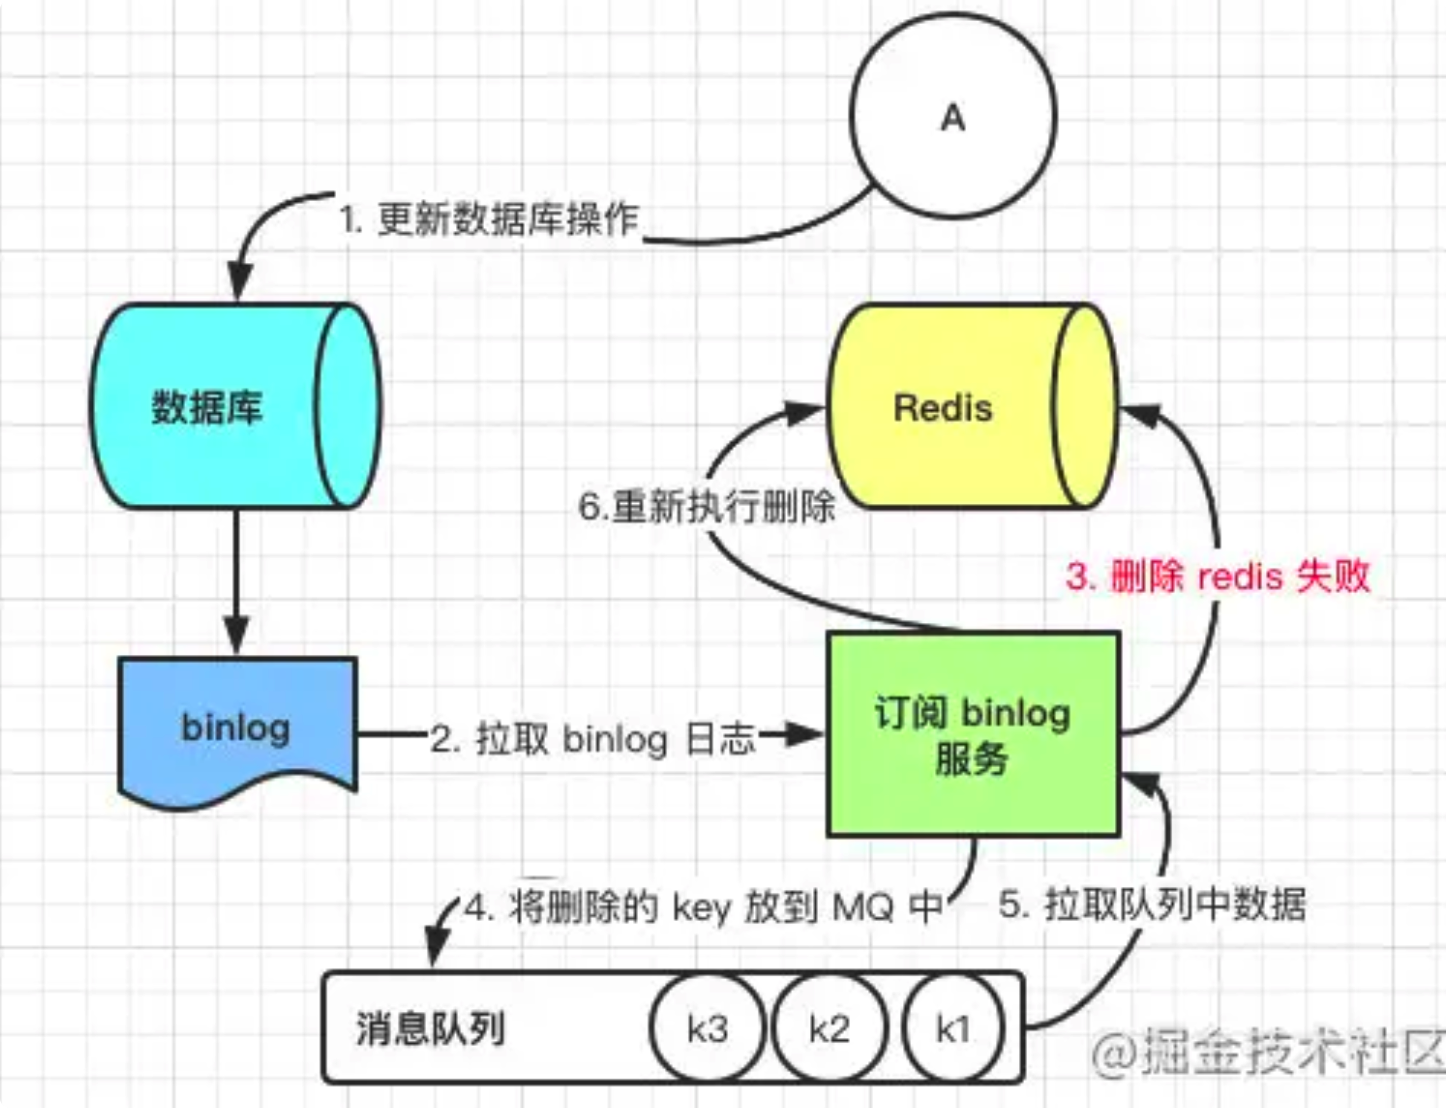 A
1. 更新数据库操作
数据库
Redis
6.重新执行删除
3. 删除 redis 失败
binlog
2. 拉取 binlog 日志
订阅 binlog
服务
4. 将删除的 key 放到 MQ 中
5. 拉取队列中数据
消息队列
k3
k2
k1
@掘金技术社区